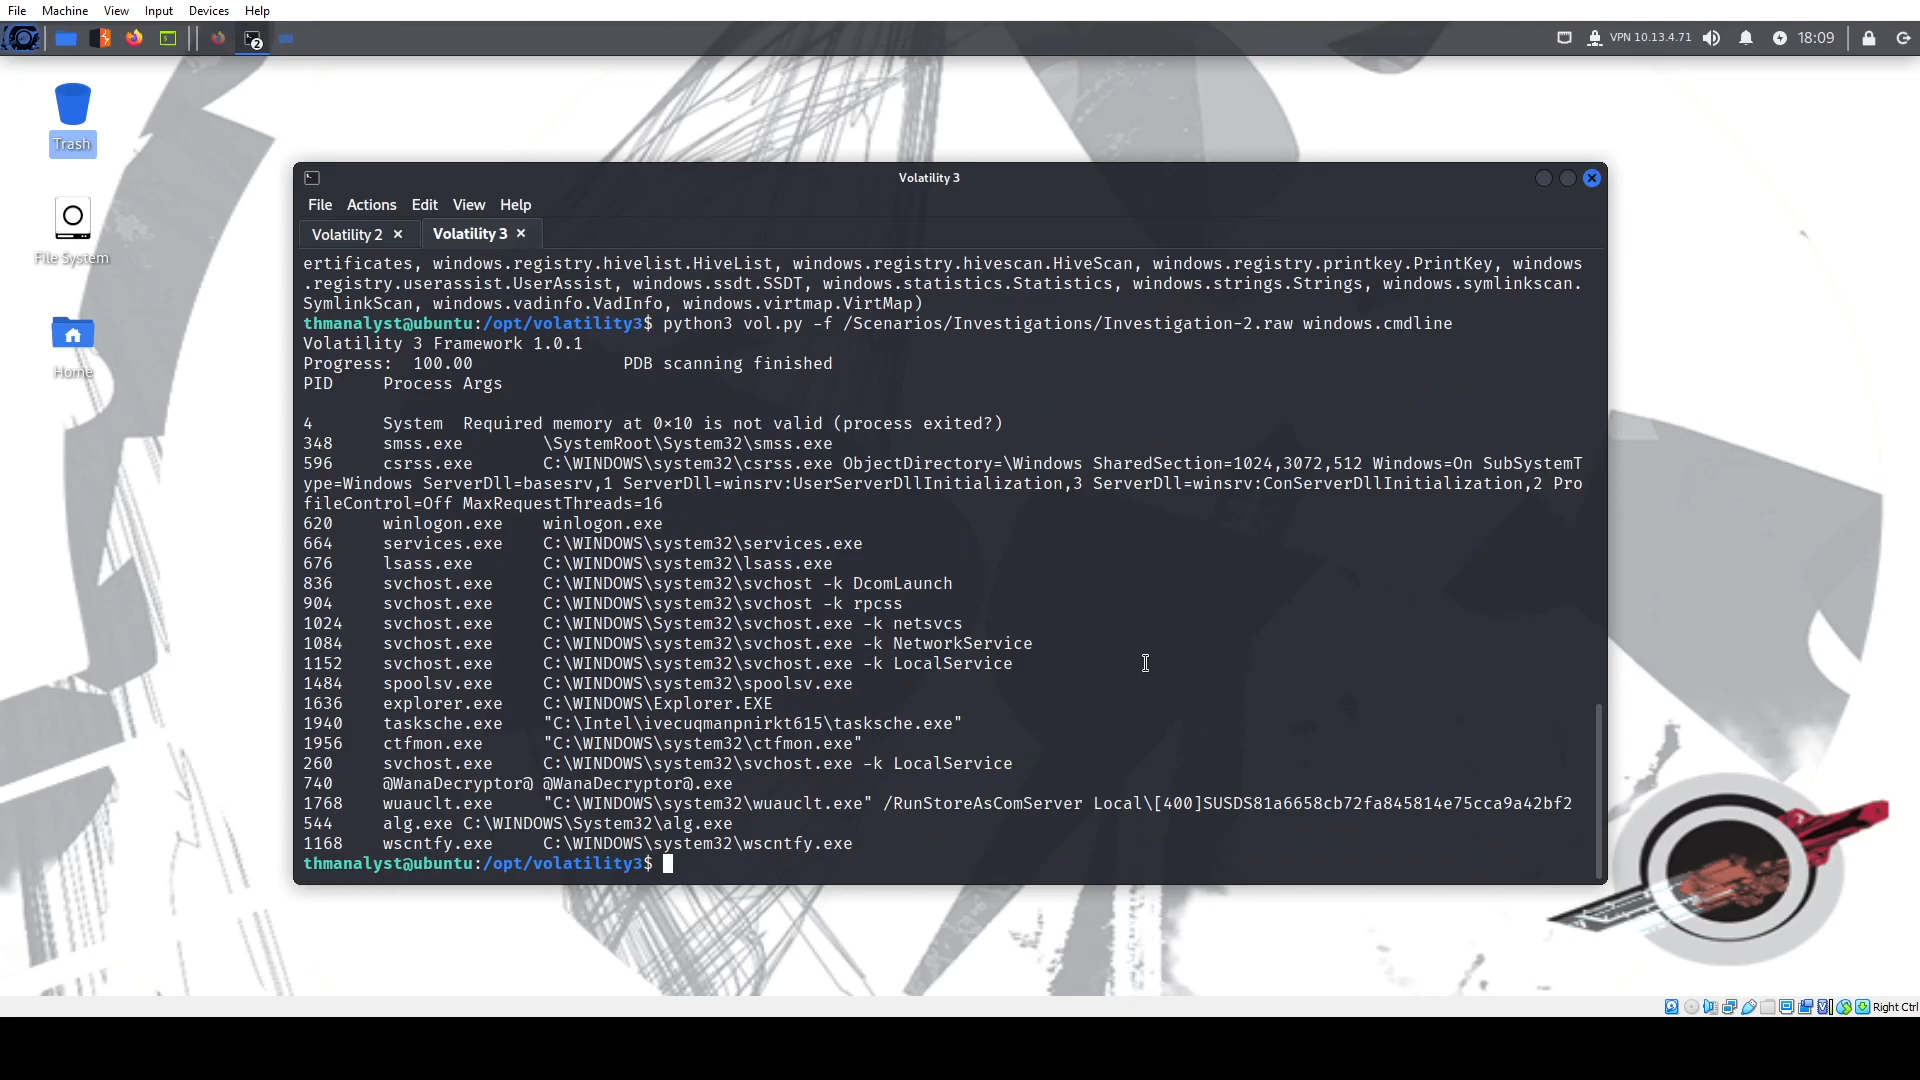 File Machine View Input Devices Help
VPN 10.13.4.71 18:09
Trash
File System
Home
Volatility 3
File Actions Edit View Help
Volatility 2 × Volatility 3 ×
ertificates, windows.registry.hivelist.HiveList, windows.registry.hivescan.HiveScan, windows.registry.printkey.PrintKey, windows
.registry.userassist.UserAssist, windows.ssdt.SSDT, windows.statistics.Statistics, windows.strings.Strings, windows.symlinkscan.
SymlinkScan, windows.vadinfo.VadInfo, windows.virtmap.VirtMap)
thmanalyst@ubuntu:/opt/volatility3$ python3 vol.py -f /Scenarios/Investigations/Investigation-2.raw windows.cmdline
Volatility 3 Framework 1.0.1
Progress: 100.00 PDB scanning finished
PID Process Args
4 System Required memory at 0×10 is not valid (process exited?)
348 smss.exe \SystemRoot\System32\smss.exe
596 csrss.exe C:\WINDOWS\system32\csrss.exe ObjectDirectory=\Windows SharedSection=1024,3072,512 Windows=On SubSystemT
ype=Windows ServerDll=basesrv,1 ServerDll=winsrv:UserServerDllInitialization,3 ServerDll=winsrv:ConServerDllInitialization,2 Pro
fileControl=Off MaxRequestThreads=16
620 winlogon.exe winlogon.exe
664 services.exe C:\WINDOWS\system32\services.exe
676 lsass.exe C:\WINDOWS\system32\lsass.exe
836 svchost.exe C:\WINDOWS\system32\svchost -k DcomLaunch
904 svchost.exe C:\WINDOWS\system32\svchost -k rpcss
1024 svchost.exe C:\WINDOWS\System32\svchost.exe -k netsvcs
1084 svchost.exe C:\WINDOWS\system32\svchost.exe -k NetworkService
1152 svchost.exe C:\WINDOWS\system32\svchost.exe -k LocalService
1484 spoolsv.exe C:\WINDOWS\system32\spoolsv.exe
1636 explorer.exe C:\WINDOWS\Explorer.EXE
1940 tasksche.exe "C:\Intel\ivecuqmanpnirkt615\tasksche.exe"
1956 ctfmon.exe "C:\WINDOWS\system32\ctfmon.exe"
260 svchost.exe C:\WINDOWS\system32\svchost.exe -k LocalService
740 @WanaDecryptor@ @WanaDecryptor@.exe
1768 wuauclt.exe "C:\WINDOWS\system32\wuauclt.exe" /RunStoreAsComServer Local\[400]SUSDS81a6658cb72fa845814e75cca9a42bf2
544 alg.exe C:\WINDOWS\System32\alg.exe
1168 wscntfy.exe C:\WINDOWS\system32\wscntfy.exe
thmanalyst@ubuntu:/opt/volatility3$
Right Ctrl